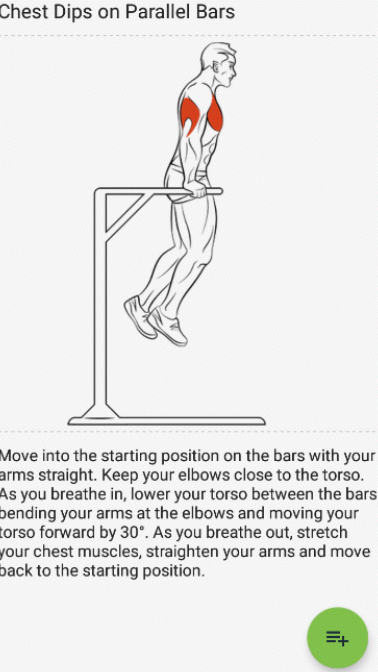 Chest Dips on Parallel Bars
Move into the starting position on the bars with your
arms straight. Keep your elbows close to the torso.
As you breathe in, lower your torso between the bars
bending your arms at the elbows and moving your
torso forward by 30°. As you breathe out, stretch
your chest muscles, straighten your arms and move
back to the starting position.